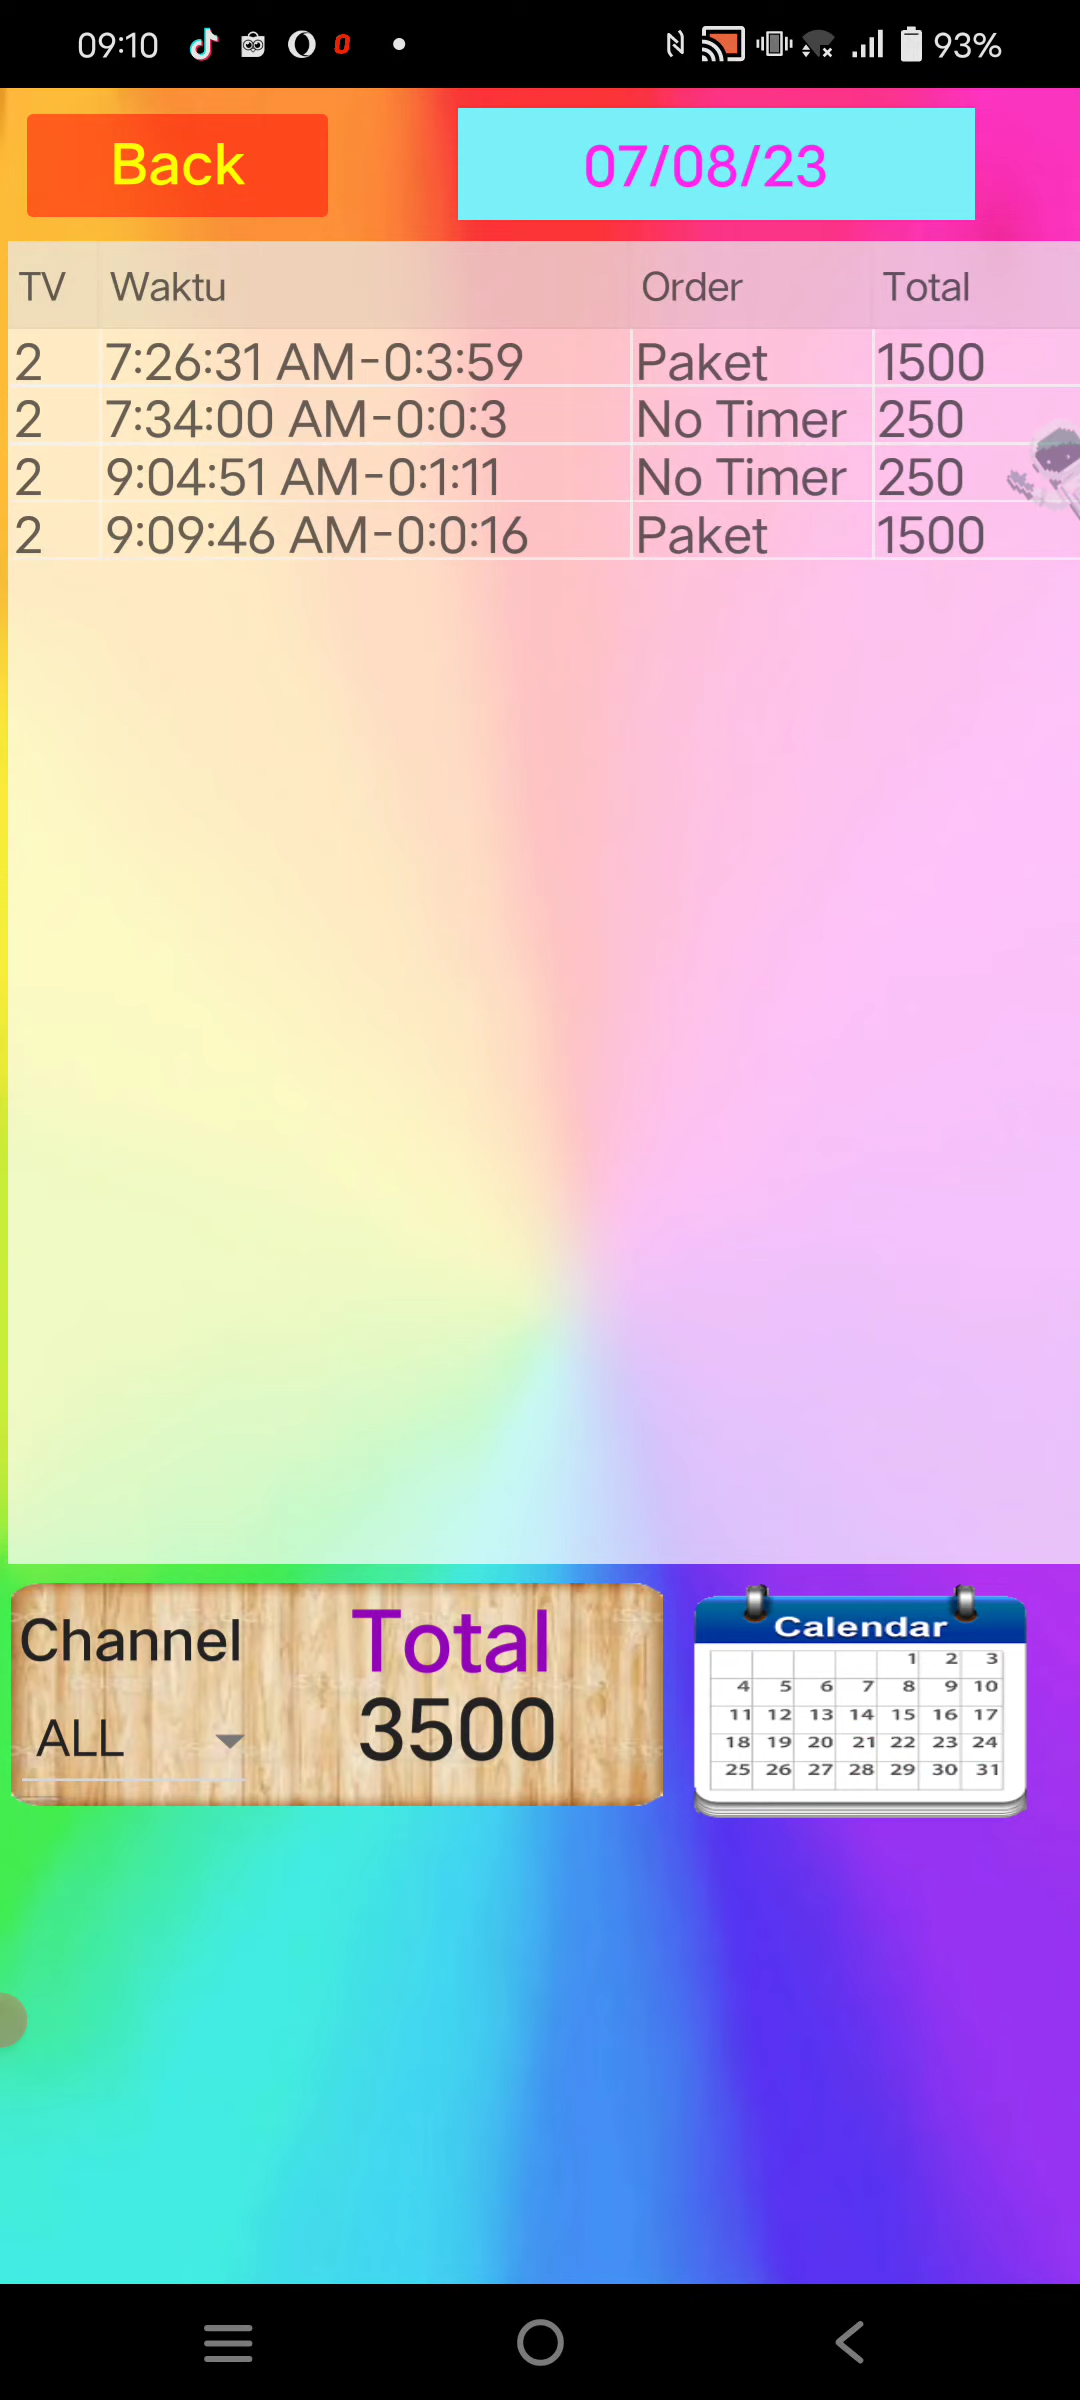 09:10 93%
Back 07/08/23
TV Waktu Order Total
2 7:26:31 AM-0:3:59 Paket 1500
2 7:34:00 AM-0:0:3 No Timer 250
2 9:04:51 AM-0:1:11 No Timer 250
2 9:09:46 AM-0:0:16 Paket 1500
Channel Total
ALL 3500
Calendar
1 2 3
4 5 6 7 8 9 10
11 12 13 14 15 16 17
18 19 20 21 22 23 24
25 26 27 28 29 30 31